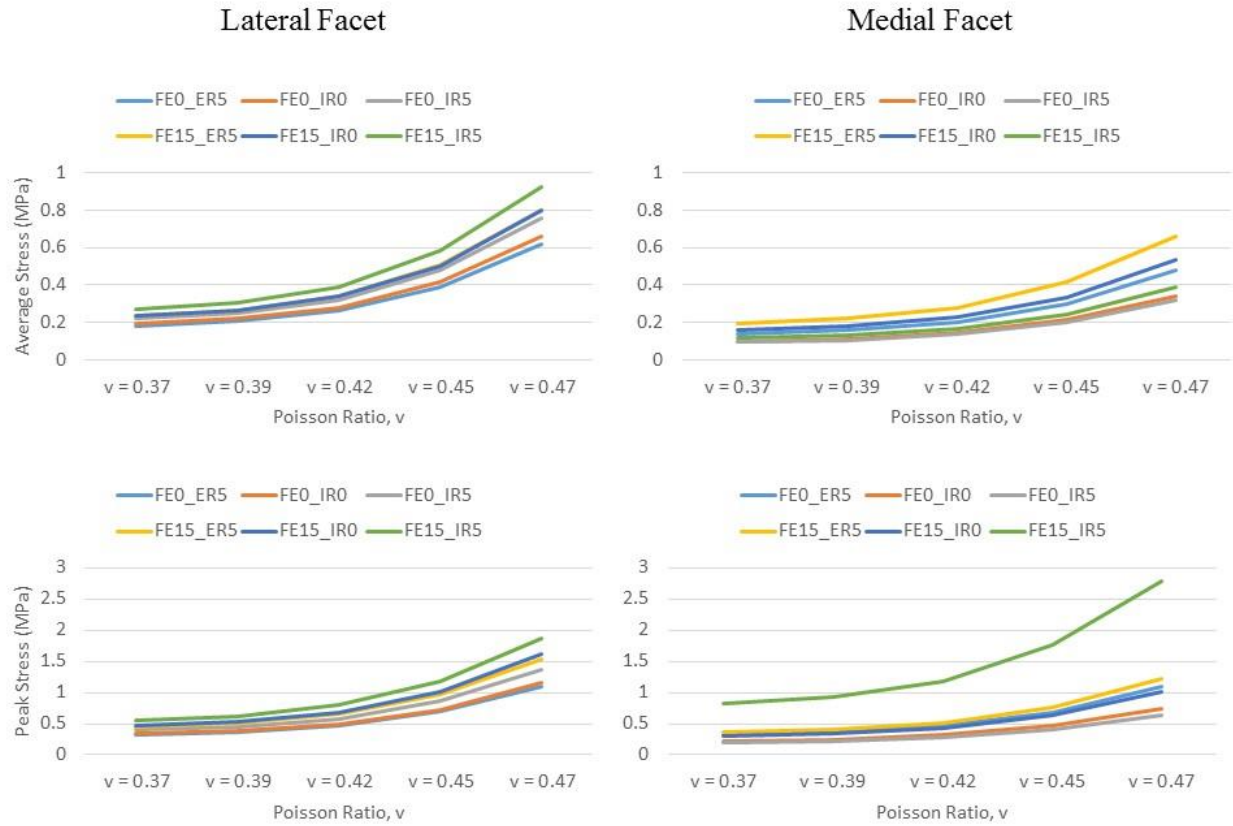 Lateral Facet
Medial Facet
FE0_ER5 FE0_IR0 FE0_IR5
FE15_ER5 FE15_IR0 FE15_IR5
Average Stress (MPa)
1
0.8
0.6
0.4
0.2
0
v = 0.37 v = 0.39 v = 0.42 v = 0.45 v = 0.47
Poisson Ratio, v
FE0_ER5 FE0_IR0 FE0_IR5
FE15_ER5 FE15_IR0 FE15_IR5
1
0.8
0.6
0.4
0.2
0
v = 0.37 v = 0.39 v = 0.42 v = 0.45 v = 0.47
Poisson Ratio, v
FE0_ER5 FE0_IR0 FE0_IR5
FE15_ER5 FE15_IR0 FE15_IR5
Peak Stress (MPa)
3
2.5
2
1.5
1
0.5
0
v = 0.37 v = 0.39 v = 0.42 v = 0.45 v = 0.47
Poisson Ratio, v
FE0_ER5 FE0_IR0 FE0_IR5
FE15_ER5 FE15_IR0 FE15_IR5
3
2.5
2
1.5
1
0.5
0
v = 0.37 v = 0.39 v = 0.42 v = 0.45 v = 0.47
Poisson Ratio, v